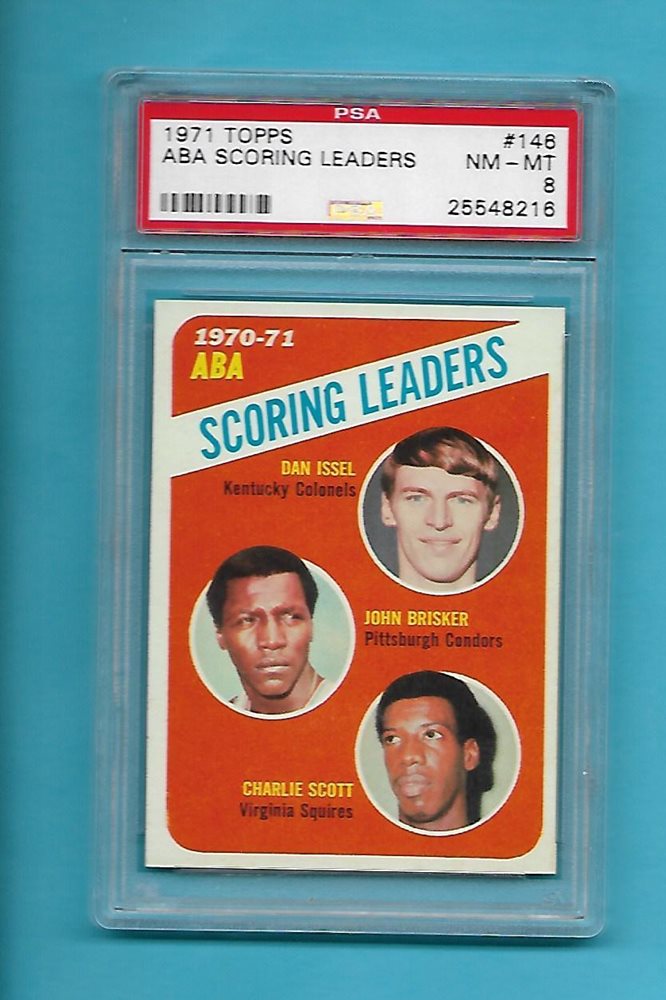 PSA
1971 TOPPS #146
ABA SCORING LEADERS NM-MT
8
25548216
1970-71
ABA
SCORING LEADERS
DAN ISSEL
Kentucky Colonels
JOHN BRISKER
Pittsburgh Condors
CHARLIE SCOTT
Virginia Squires